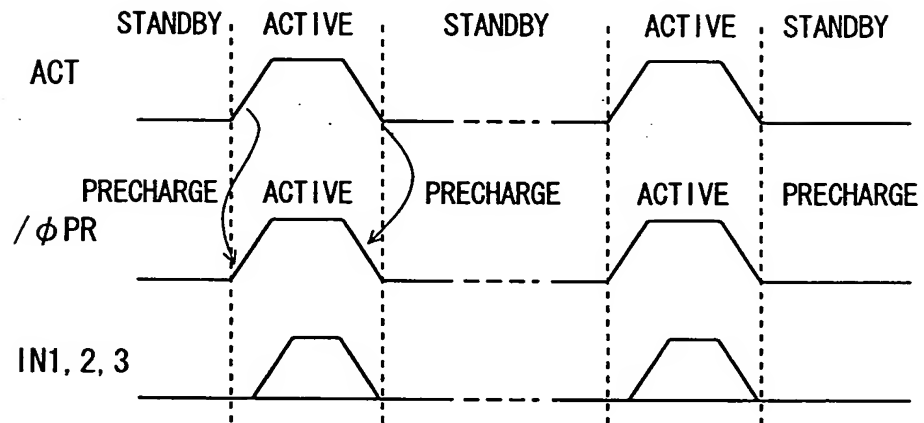 STANDBY ACTIVE STANDBY ACTIVE STANDBY
ACT
PRECHARGE ACTIVE PRECHARGE ACTIVE PRECHARGE
/φPR
IN1, 2, 3